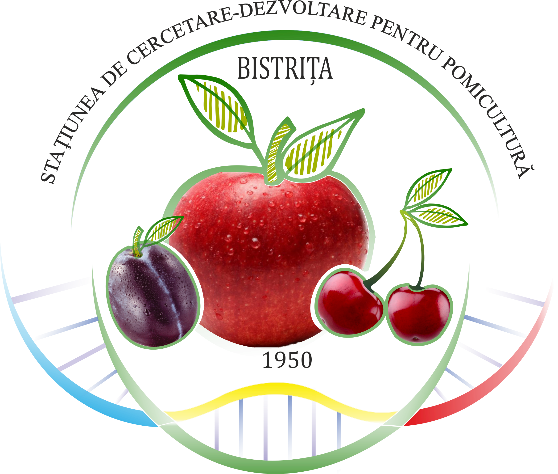 STAȚIUNEA DE CERCETARE-DEZVOLTARE PENTRU POMICULTURĂ
BISTRIȚA
1950